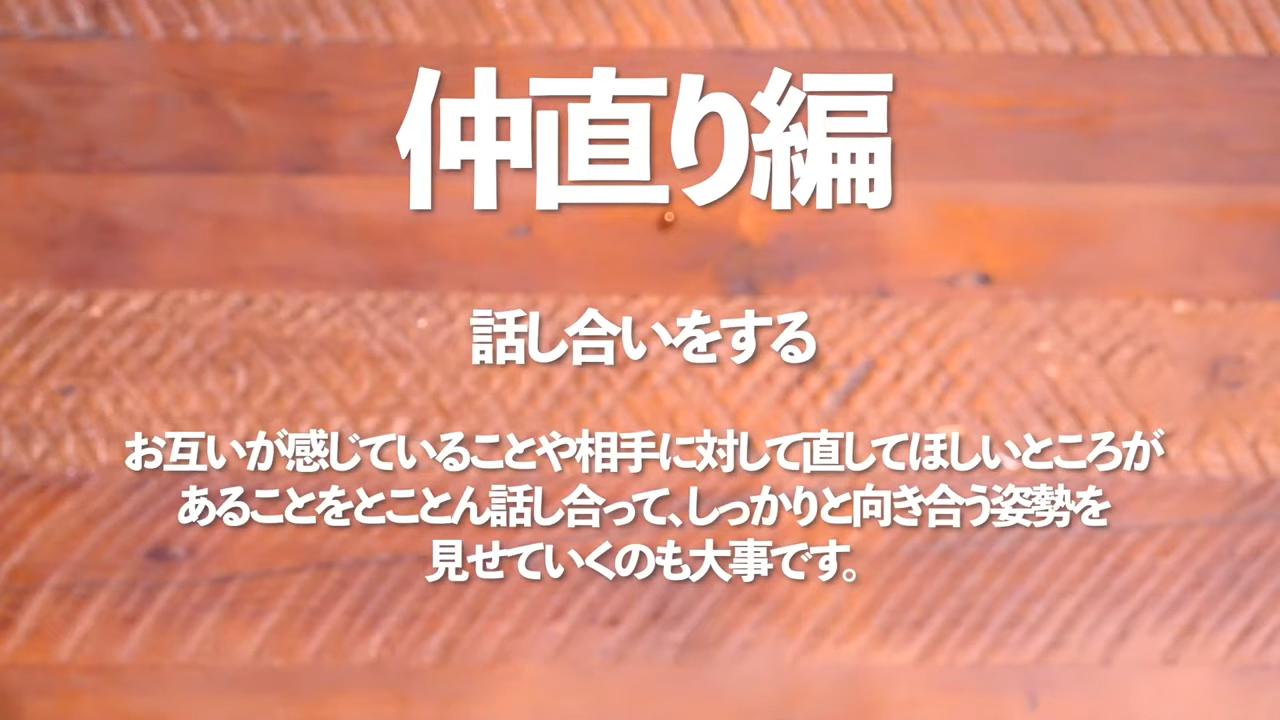 仲直り編
話し合いをする
お互いが感じていることや相手に対して直してほしいところが
あることをとことん話し合って、しっかりと向き合う姿勢を
見せていくのも大事です。